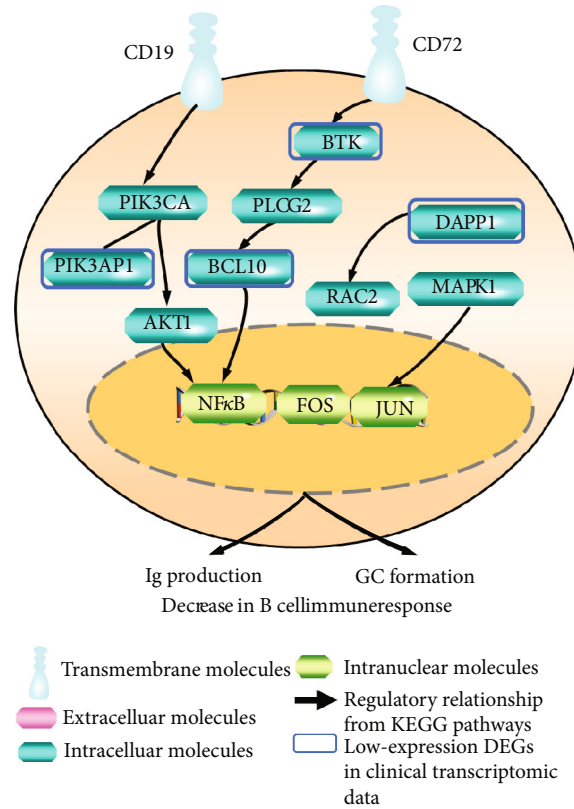 CD19
CD72
BTK
PIK3CA
PLCG2
DAPP1
PIK3AP1
BCL10
RAC2
MAPK1
AKT1
NFκB
FOS
JUN
Ig production
GC formation
Decrease in B cellimmuneresponse
Transmembrane molecules
Extracelluar molecules
Intracelluar molecules
Intranuclear molecules
Regulatory relationship
from KEGG pathways
Low-expression DEGs
in clinical transcriptomic
data